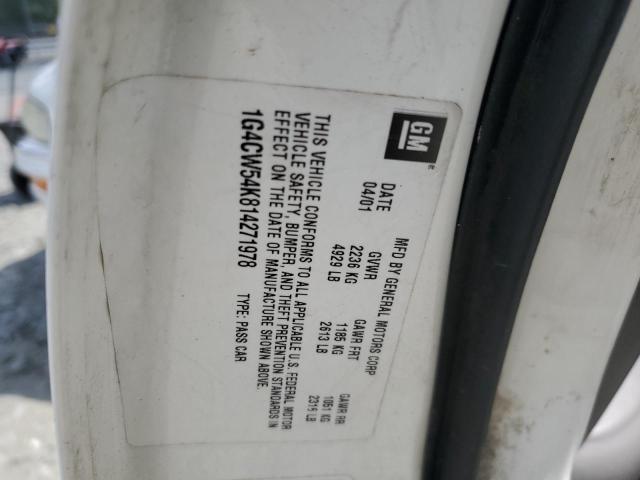 GM
MFD BY GENERAL MOTORS CORP
DATE GVWR GAWR FRT GAWR RR
04/01 2236 KG 1185 KG 1051 KG
4929 LB 2613 LB 2316 LB
THIS VEHICLE CONFORMS TO ALL APPLICABLE U.S. FEDERAL MOTOR
VEHICLE SAFETY, BUMPER, AND THEFT PREVENTION STANDARDS IN
EFFECT ON THE DATE OF MANUFACTURE SHOWN ABOVE.
1G4CW54K814271978 TYPE: PASS CAR